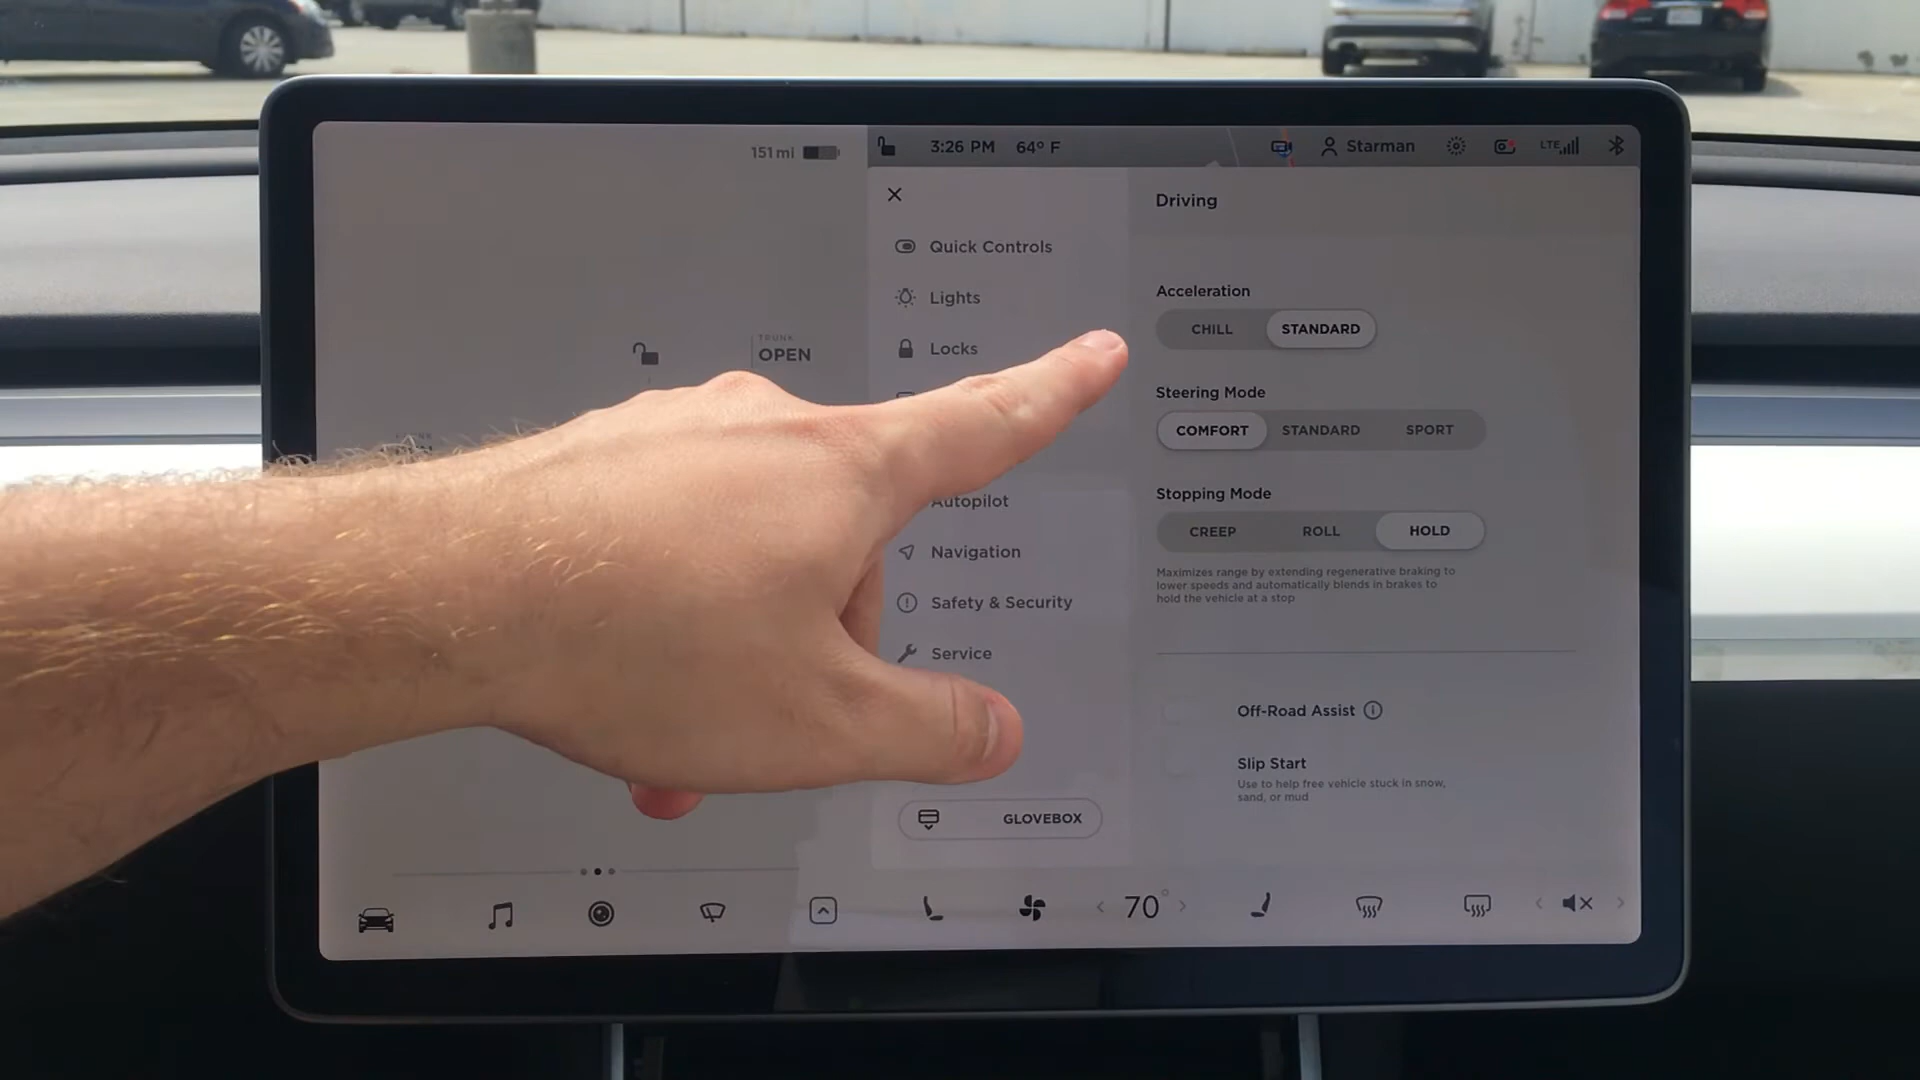 151 mi
3:26 PM 64° F
Starman
LTE
TRUNK
OPEN
Quick Controls
Lights
Locks
Autopilot
Navigation
Safety & Security
Service
GLOVEBOX
Driving
Acceleration
CHILL STANDARD
Steering Mode
COMFORT STANDARD SPORT
Stopping Mode
CREEP ROLL HOLD
Maximizes range by extending regenerative braking to
lower speeds and automatically blends in brakes to
hold the vehicle at a stop
Off-Road Assist
Slip Start
Use to help free vehicle stuck in snow,
sand, or mud
70°